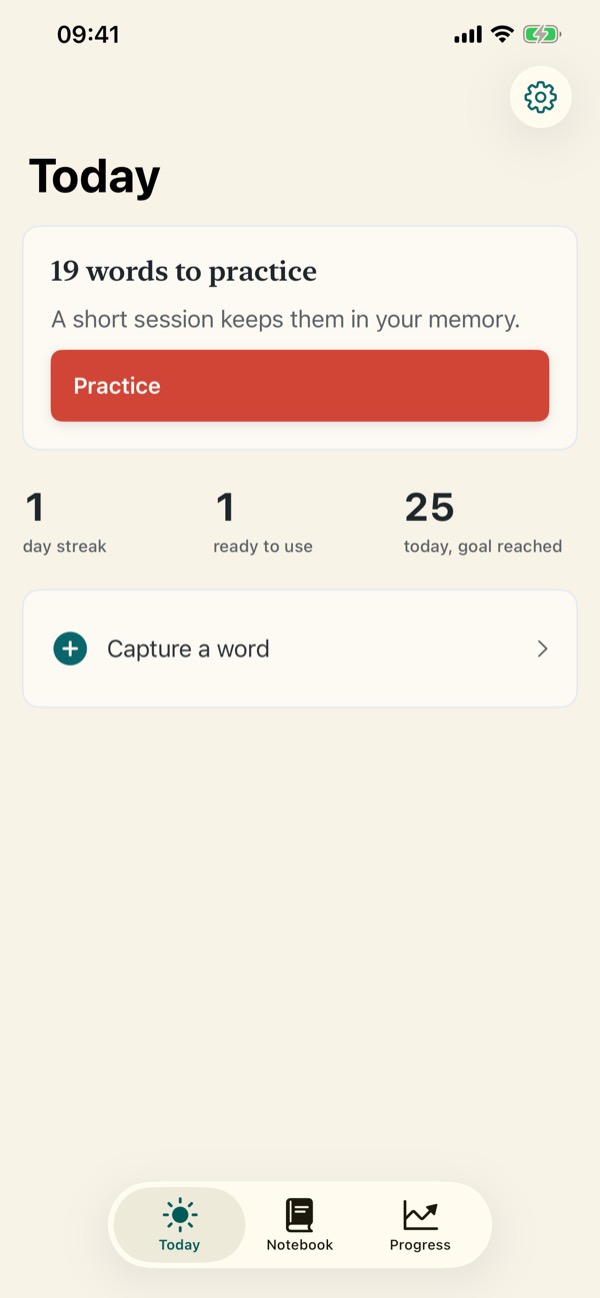 09:41
Today
19 words to practice
A short session keeps them in your memory.
Practice
1
day streak
1
ready to use
25
today, goal reached
Capture a word
Today
Notebook
Progress